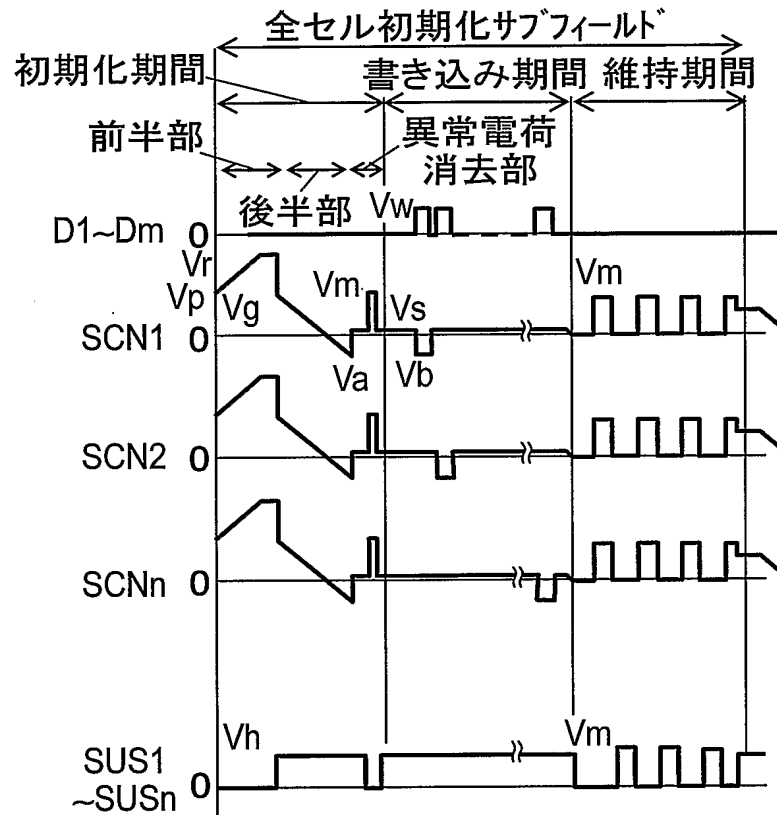 全セル初期化サブフィールド
初期化期間
書き込み期間
維持期間
前半部
後半部
異常電荷
消去部
D1~Dm
0
Vw
Vr
Vp
Vg
Vm
Vs
Vm
SCN1
0
Va
Vb
SCN2
0
SCNn
0
Vh
Vm
SUS1
~SUSn
0